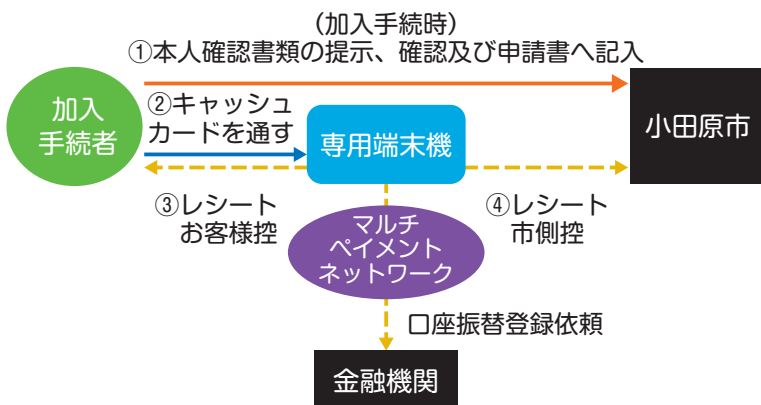 （加入手続時）
①本人確認書類の提示、確認及び申請書へ記入
加入
手続者
②キャッシュ
カードを通す
専用端末機
小田原市
③レシート
お客様控
④レシート
市側控
マルチ
ペイメント
ネットワーク
口座振替登録依頼
金融機関